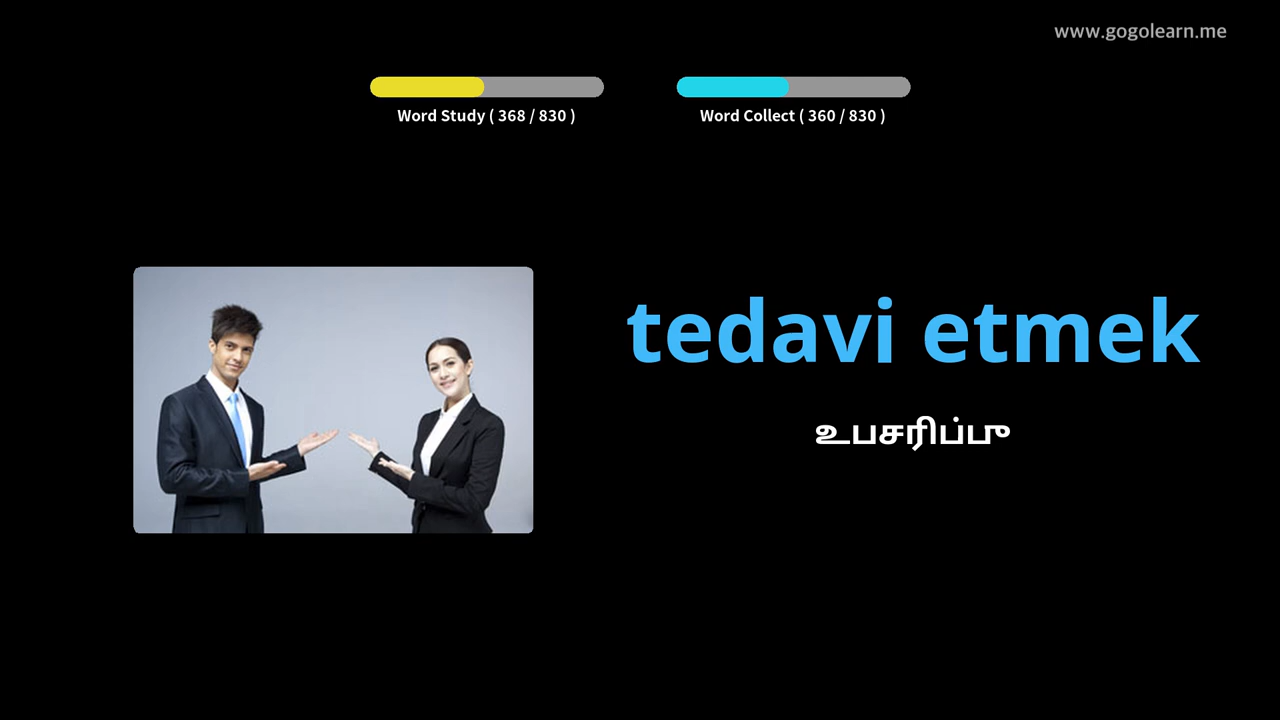 www.gogolearn.me
Word Study ( 368 / 830 )
Word Collect ( 360 / 830 )
tedavi etmek
உபசரிப்பு